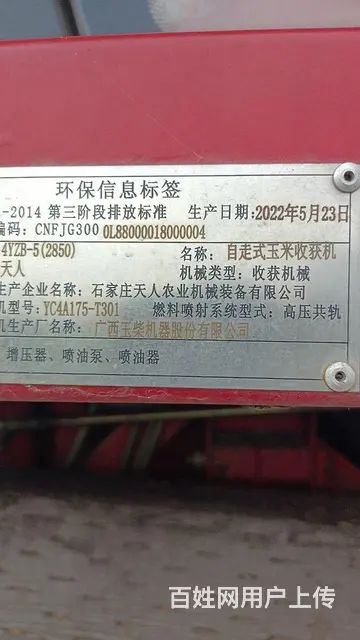 环保信息标签
-2014 第三阶段排放标准 生产日期:2022年5月23日
编码: CNFJG300 0L88000018000004
4YZB-5(2850) 名称: 自走式玉米收获机
天人 机械类型: 收获机械
生产企业名称: 石家庄天人农业机械装备有限公司
机型号: YC4A175-T301 燃料喷射系统型式: 高压共轨
机生产厂名称: 广西玉柴机器股份有限公司
增压器、喷油泵、喷油器
百姓网用户上传